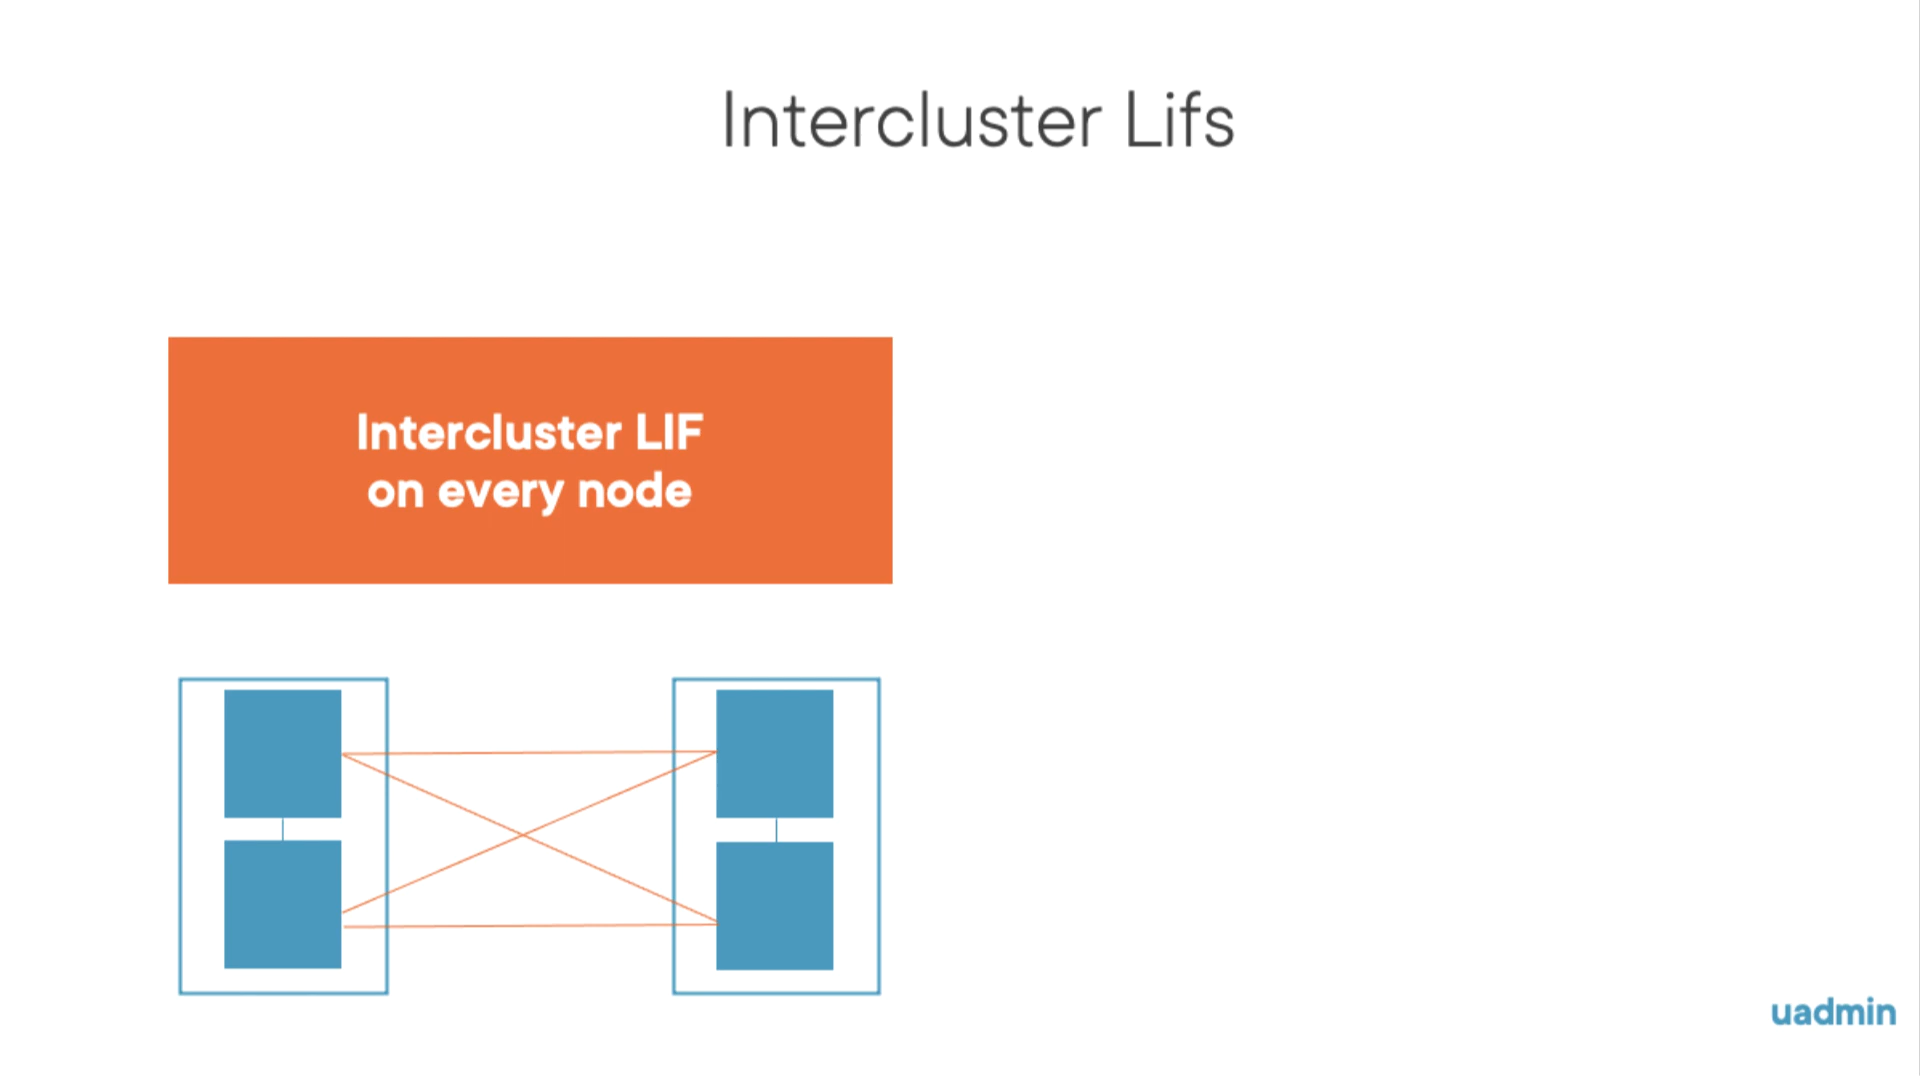 Intercluster Lifs
Intercluster LIF
on every node
uadmin